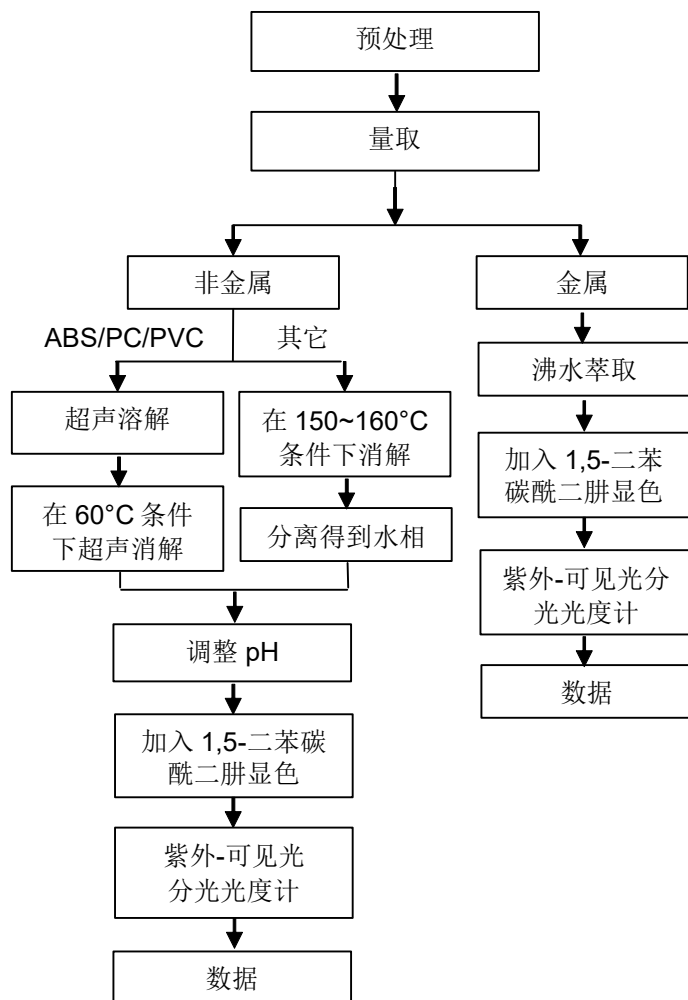 预处理
量取
非金属
金属
ABS/PC/PVC
其它
沸水萃取
超声溶解
在 150~160°C
条件下消解
加入 1,5-二苯
碳酰二肼显色
在 60°C 条件
下超声消解
分离得到水相
紫外-可见光分
光光度计
调整 pH
数据
加入 1,5-二苯碳
酰二肼显色
紫外-可见光
分光光度计
数据